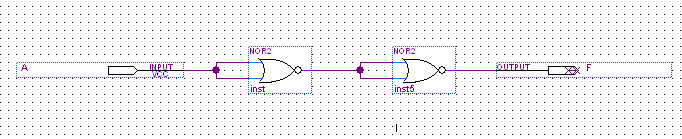 NOR2 NOR2
A INPUT OUTPUT F
VCC
inst inst5